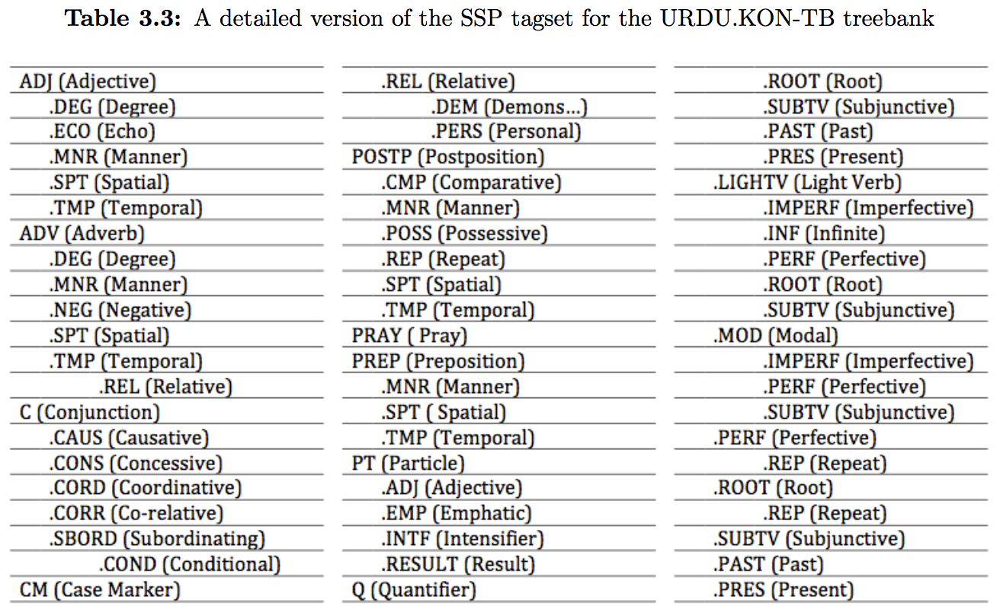 Table 3.3: A detailed version of the SSP tagset for the URDU.KON-TB treebank
ADJ (Adjective)
.DEG (Degree)
.ECO (Echo)
.MNR (Manner)
.SPT (Spatial)
.TMP (Temporal)
ADV (Adverb)
.DEG (Degree)
.MNR (Manner)
.NEG (Negative)
.SPT (Spatial)
.TMP (Temporal)
.REL (Relative)
C (Conjunction)
.CAUS (Causative)
.CONS (Concessive)
.CORD (Coordinative)
.CORR (Co-relative)
.SBORD (Subordinating)
.COND (Conditional)
CM (Case Marker)
.REL (Relative)
.DEM (Demons...)
.PERS (Personal)
POSTP (Postposition)
.CMP (Comparative)
.MNR (Manner)
.POSS (Possessive)
.REP (Repeat)
.SPT (Spatial)
.TMP (Temporal)
PRAY ( Pray)
PREP (Preposition)
.MNR (Manner)
.SPT ( Spatial)
.TMP (Temporal)
PT (Particle)
.ADJ (Adjective)
.EMP (Emphatic)
.INTF (Intensifier)
.RESULT (Result)
Q (Quantifier)
.ROOT (Root)
.SUBTV (Subjunctive)
.PAST (Past)
.PRES (Present)
.LIGHTV (Light Verb)
.IMPERF (Imperfective)
.INF (Infinite)
.PERF (Perfective)
.ROOT (Root)
.SUBTV (Subjunctive)
.MOD (Modal)
.IMPERF (Imperfective)
.PERF (Perfective)
.SUBTV (Subjunctive)
.PERF (Perfective)
.REP (Repeat)
.ROOT (Root)
.REP (Repeat)
.SUBTV (Subjunctive)
.PAST (Past)
.PRES (Present)